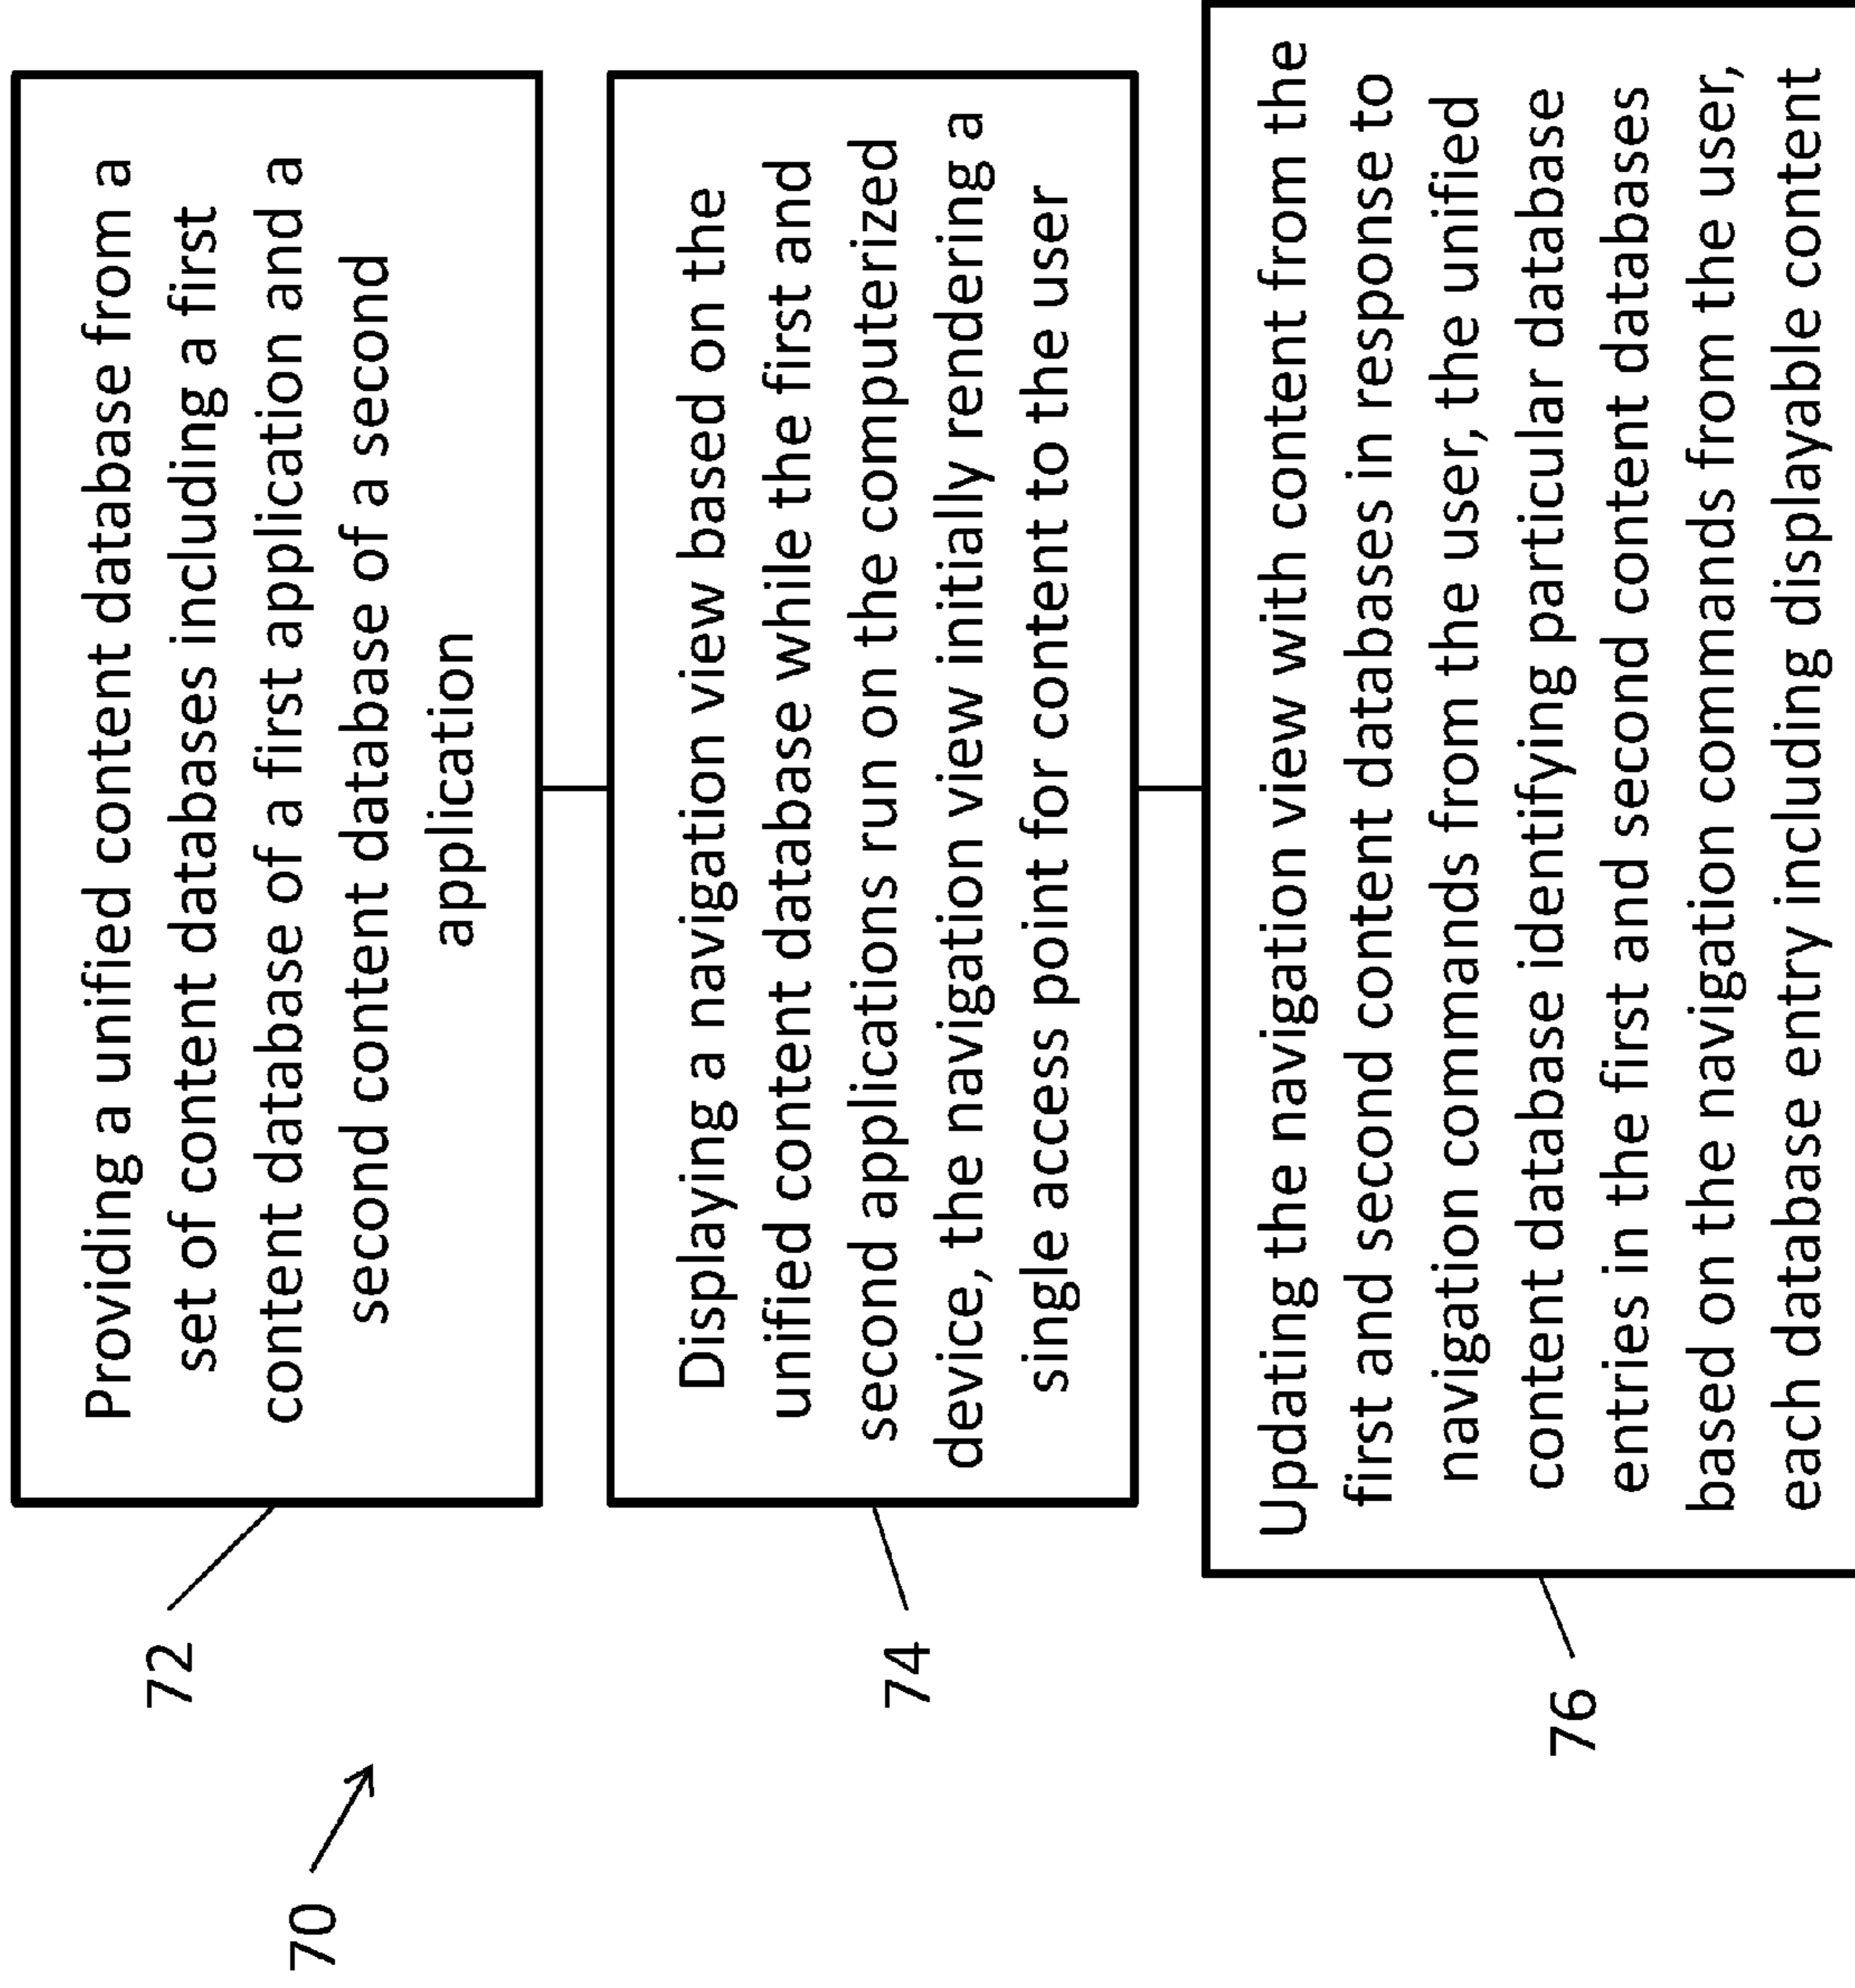 70
72
Providing a unified content database from a
set of content databases including a first
content database of a first application and a
second content database of a second
application
74
Displaying a navigation view based on the
unified content database while the first and
second applications run on the computerized
device, the navigation view initially rendering a
single access point for content to the user
76
Updating the navigation view with content from the
first and second content databases in response to
navigation commands from the user, the unified
content database identifying particular database
entries in the first and second content databases
based on the navigation commands from the user,
each database entry including displayable content